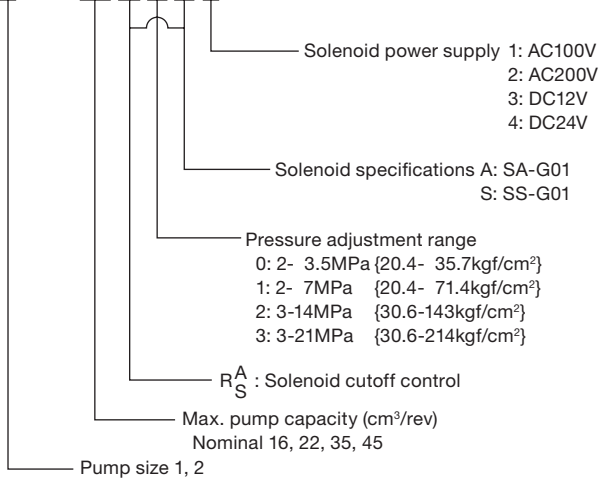 Solenoid power supply 1: AC100V
2: AC200V
3: DC12V
4: DC24V
Solenoid specifications A: SA-G01
S: SS-G01
Pressure adjustment range
0: 2- 3.5MPa {20.4- 35.7kgf/cm²}
1: 2- 7MPa {20.4- 71.4kgf/cm²}
2: 3-14MPa {30.6-143kgf/cm²}
3: 3-21MPa {30.6-214kgf/cm²}
R A S : Solenoid cutoff control
Max. pump capacity (cm³/rev)
Nominal 16, 22, 35, 45
Pump size 1, 2